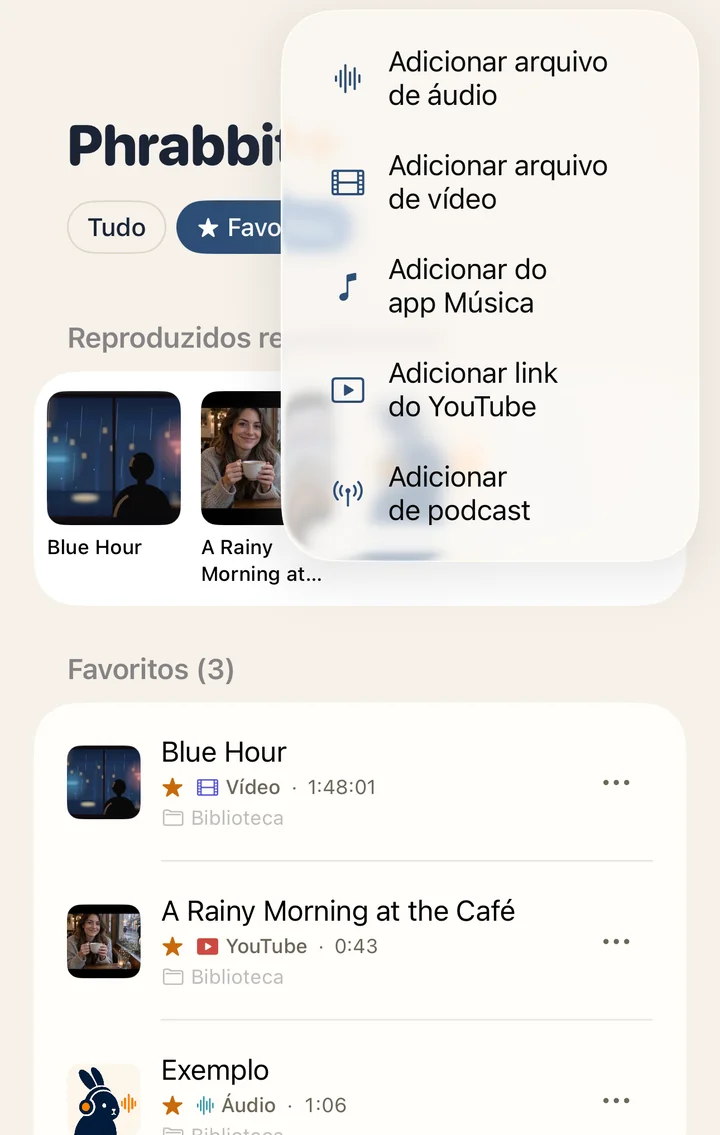 Adicionar arquivo
de áudio
Adicionar arquivo
de vídeo
Adicionar do
app Música
Adicionar link
do YouTube
Adicionar
de podcast
Phrabbit
Tudo
★ Favo
Reproduzidos re
Blue Hour
A Rainy
Morning at...
Favoritos (3)
Blue Hour
★ Vídeo · 1:48:01
Biblioteca
A Rainy Morning at the Café
★ YouTube · 0:43
Biblioteca
Exemplo
★ Áudio · 1:06
Biblioteca